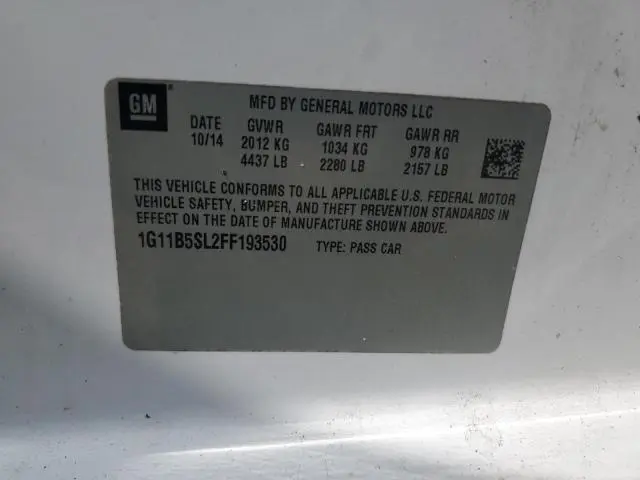 GM ®
MFD BY GENERAL MOTORS LLC
DATE GVWR GAWR FRT GAWR RR
10/14 2012 KG 1034 KG 978 KG
4437 LB 2280 LB 2157 LB
THIS VEHICLE CONFORMS TO ALL APPLICABLE U.S. FEDERAL MOTOR
VEHICLE SAFETY, BUMPER, AND THEFT PREVENTION STANDARDS IN
EFFECT ON THE DATE OF MANUFACTURE SHOWN ABOVE.
1G11B5SL2FF193530 TYPE: PASS CAR